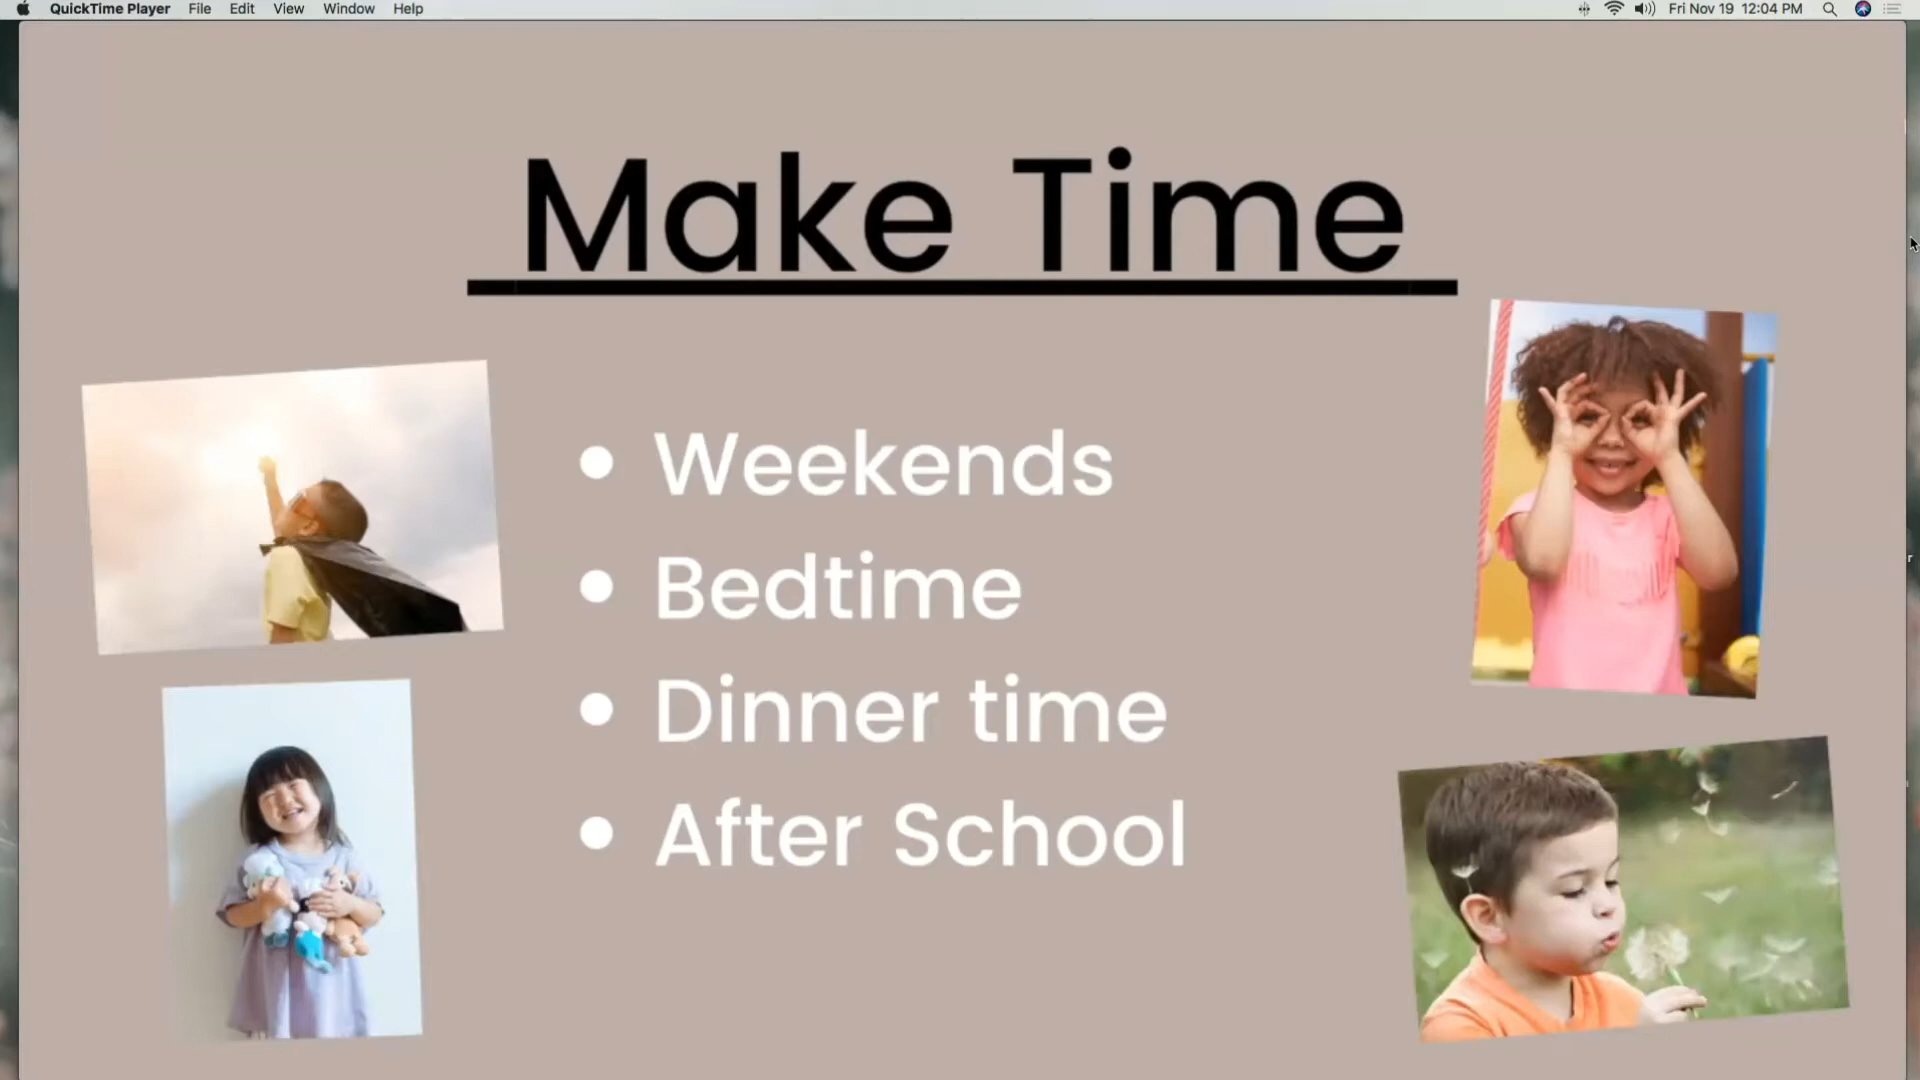 QuickTime Player File Edit View Window Help Fri Nov 19 12:04 PM
Make Time
• Weekends
• Bedtime
• Dinner time
• After School